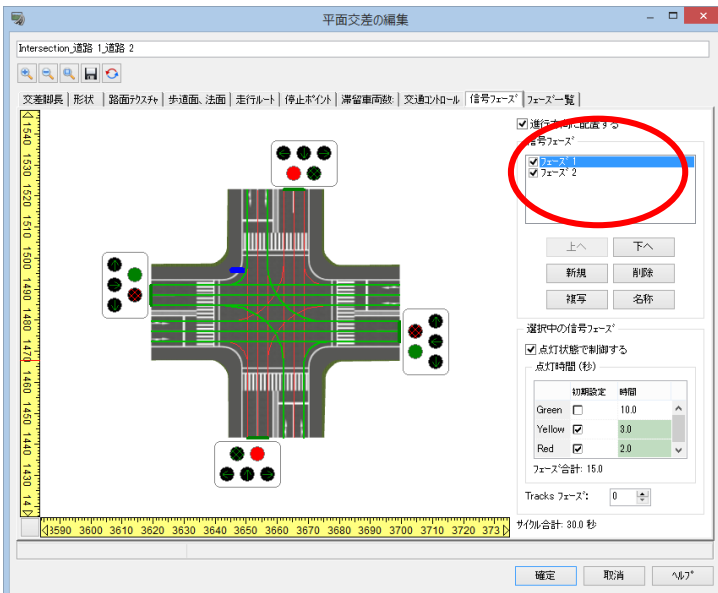 平面交差の編集
Intersection_道路 1_道路 2
交差脚長 形状 路面テクスチャ 歩道面、法面 走行ルート 停止ポイント 滞留車両数: 交通コントロール 信号フェーズ フェーズ一覧
進行方向に配置する
信号フェーズ
フェーズ 1
フェーズ 2
上へ 下へ
新規 削除
複写 名称
選択中の信号フェーズ
点灯状態で制御する
点灯時間 (秒)
初期設定 時間
Green 10.0
Yellow 3.0
Red 2.0
フェーズ合計: 15.0
Tracks フェーズ: 0
サイクル合計: 30.0 秒
1540 1530 1520 1510 1500 1490 1480 1470 1460 1450 1440 1430 14
3590 3600 3610 3620 3630 3640 3650 3660 3670 3680 3690 3700 3710 3720 373
確定 取消 ヘルプ